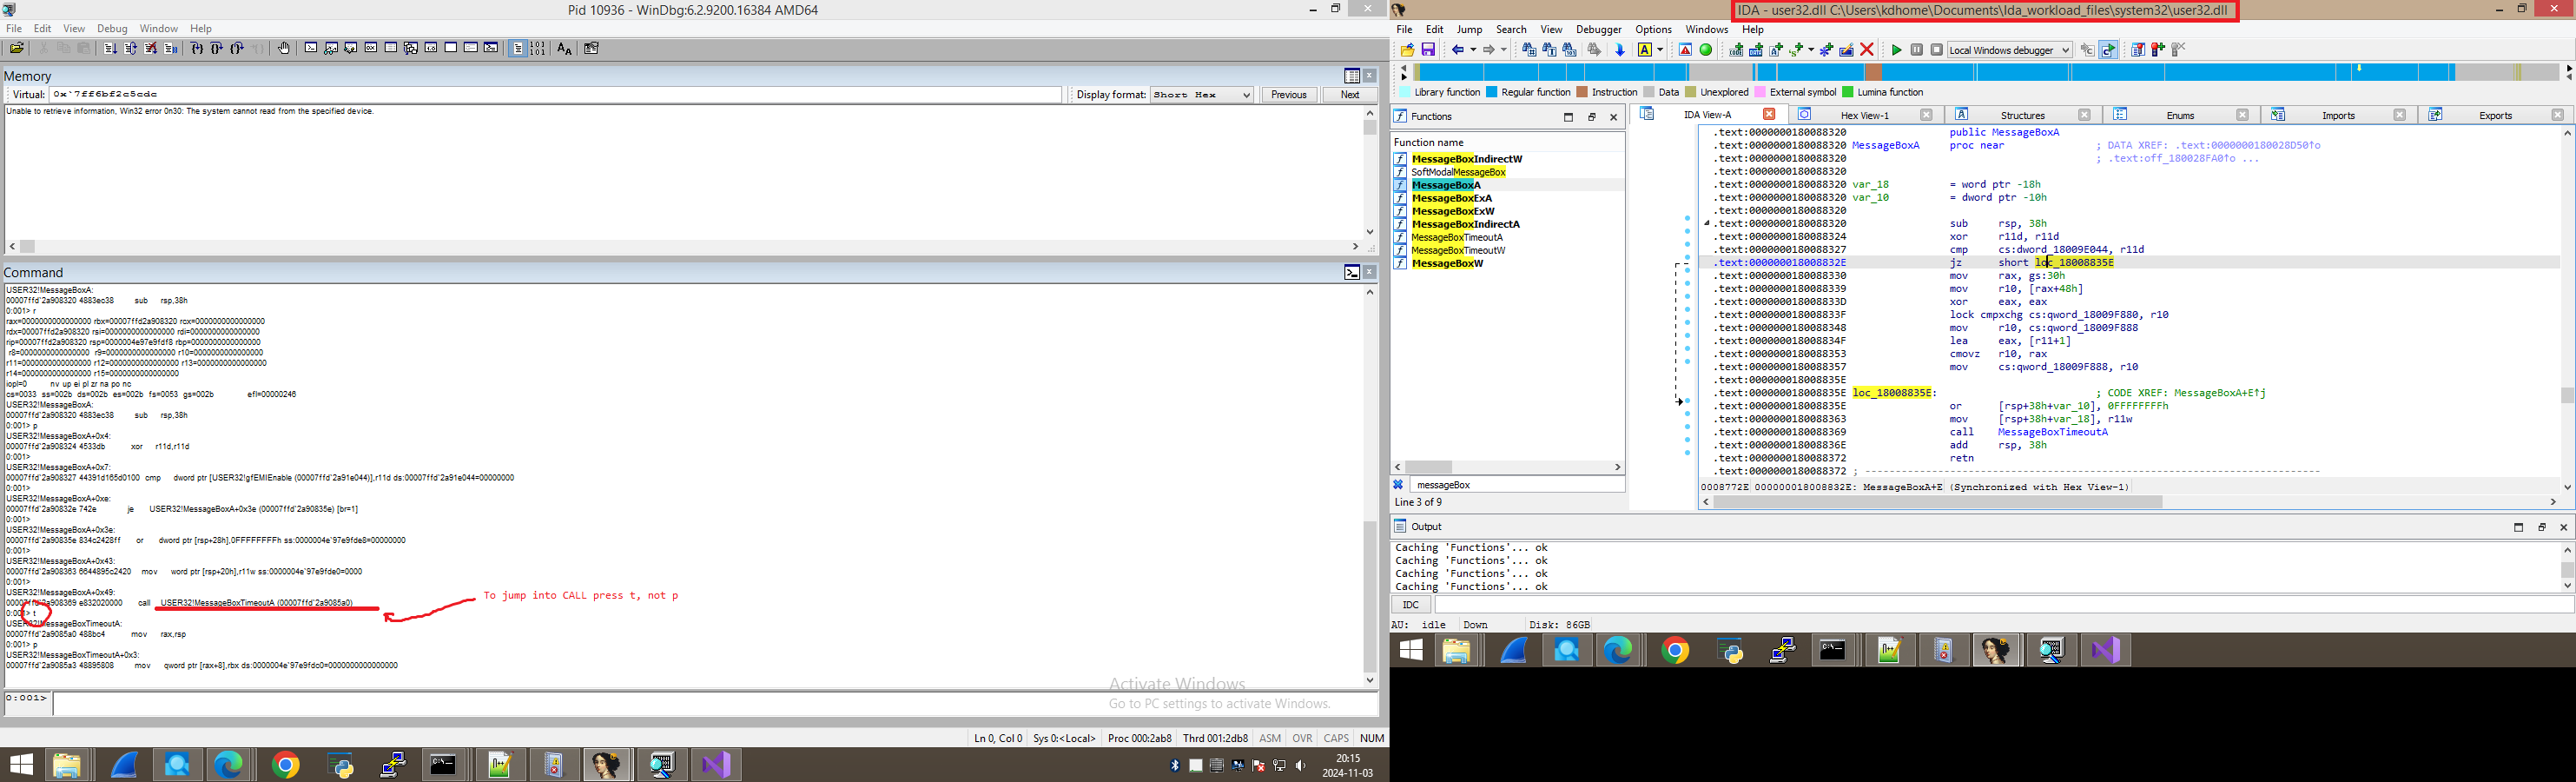 Pid 10936 - WinDbg:6.2.9200.16384 AMD64
File Edit View Debug Window Help
Memory
Virtual: 0x`7ff6bf2c5cdc Display format: Short Hex Previous Next
Unable to retrieve information, Win32 error 0n30: The system cannot read from the specified device.
Command
USER32!MessageBoxA:
00007ffd`2a908320 4883ec38 sub rsp,38h
0:001> r
rax=0000000000000000 rbx=00007ffd2a908320 rcx=0000000000000000
rdx=00007ffd2a908320 rsi=0000000000000000 rdi=0000000000000000
rip=00007ffd2a908320 rsp=0000004e97e9fdf8 rbp=0000000000000000
r8=0000000000000000 r9=0000000000000000 r10=0000000000000000
r11=0000000000000000 r12=0000000000000000 r13=0000000000000000
r14=0000000000000000 r15=0000000000000000
iopl=0 nv up ei pl zr na po nc
cs=0033 ss=002b ds=002b es=002b fs=0053 gs=002b efl=00000246
USER32!MessageBoxA:
00007ffd`2a908320 4883ec38 sub rsp,38h
0:001> p
USER32!MessageBoxA+0x4:
00007ffd`2a908324 4533db xor r11d,r11d
0:001>
USER32!MessageBoxA+0x7:
00007ffd`2a908327 44391d165d0100 cmp dword ptr [USER32!gfEMIEnable (00007ffd`2a91e044)],r11d ds:00007ffd`2a91e044=00000000
0:001>
USER32!MessageBoxA+0xe:
00007ffd`2a90832e 742e je USER32!MessageBoxA+0x3e (00007ffd`2a90835e) [br=1]
0:001>
USER32!MessageBoxA+0x3e:
00007ffd`2a90835e 834c2428ff or dword ptr [rsp+28h],0FFFFFFFFh ss:0000004e`97e9fde8=00000000
0:001>
USER32!MessageBoxA+0x43:
00007ffd`2a908363 6644895c2420 mov word ptr [rsp+20h],r11w ss:0000004e`97e9fde0=0000
0:001>
USER32!MessageBoxA+0x49:
00007ffd`2a908369 e832020000 call USER32!MessageBoxTimeoutA (00007ffd`2a9085a0)
0:001> t
USER32!MessageBoxTimeoutA:
00007ffd`2a9085a0 488bc4 mov rax,rsp
0:001> p
USER32!MessageBoxTimeoutA+0x3:
00007ffd`2a9085a3 48895808 mov qword ptr [rax+8],rbx ds:0000004e`97e9fdc0=0000000000000000
To jump into CALL press t, not p
Activate Windows
Go to PC settings to activate Windows.
0:001>
Ln 0, Col 0 Sys 0:<Local> Proc 000:2ab8 Thrd 001:2db8 ASM OVR CAPS NUM
20:15
2024-11-03
IDA - user32.dll C:\Users\kdhome\Documents\Ida_workload_files\system32\user32.dll
File Edit Jump Search View Debugger Options Windows Help
Local Windows debugger
Library function Regular function Instruction Data Unexplored External symbol Lumina function
Functions
Function name
MessageBoxIndirectW
SoftModalMessageBox
MessageBoxA
MessageBoxExA
MessageBoxExW
MessageBoxIndirectA
MessageBoxTimeoutA
MessageBoxTimeoutW
MessageBoxW
messageBox
Line 3 of 9
IDA View-A Hex View-1 Structures Enums Imports Exports
.text:0000000180088320 public MessageBoxA
.text:0000000180088320 MessageBoxA proc near ; DATA XREF: .text:0000000180028D50↑o
.text:0000000180088320 ; .text:off_180028FA0↑o ...
.text:0000000180088320
.text:0000000180088320 var_18 = word ptr -18h
.text:0000000180088320 var_10 = dword ptr -10h
.text:0000000180088320
.text:0000000180088320 sub rsp, 38h
.text:0000000180088324 xor r11d, r11d
.text:0000000180088327 cmp cs:dword_18009E044, r11d
.text:000000018008832E jz short loc_18008835E
.text:0000000180088330 mov rax, gs:30h
.text:0000000180088339 mov r10, [rax+48h]
.text:000000018008833D xor eax, eax
.text:000000018008833F lock cmpxchg cs:qword_18009F880, r10
.text:0000000180088348 mov r10, cs:qword_18009F888
.text:000000018008834F lea eax, [r11+1]
.text:0000000180088353 cmovz r10, rax
.text:0000000180088357 mov cs:qword_18009F888, r10
.text:000000018008835E
.text:000000018008835E loc_18008835E: ; CODE XREF: MessageBoxA+E↑j
.text:000000018008835E or [rsp+38h+var_10], 0FFFFFFFFh
.text:0000000180088363 mov [rsp+38h+var_18], r11w
.text:0000000180088369 call MessageBoxTimeoutA
.text:000000018008836E add rsp, 38h
.text:0000000180088372 retn
.text:0000000180088372 ; ---------------------------------------------------------------------------
0008772E 000000018008832E: MessageBoxA+E (Synchronized with Hex View-1)
Output
Caching 'Functions'... ok
Caching 'Functions'... ok
Caching 'Functions'... ok
Caching 'Functions'... ok
IDC
AU: idle Down Disk: 86GB